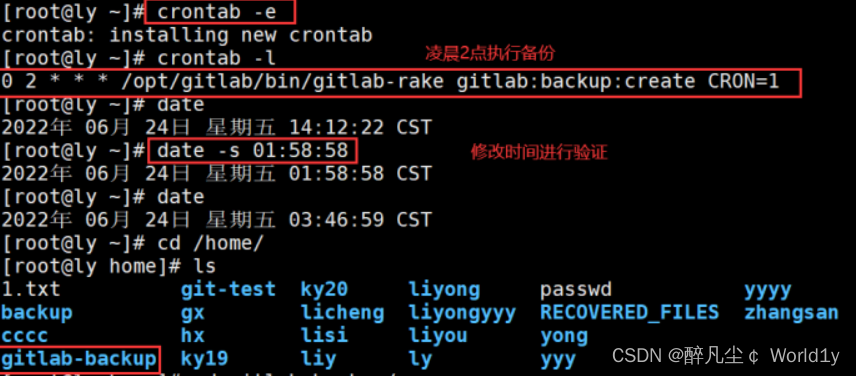 [root@ly ~]# crontab -e
crontab: installing new crontab
[root@ly ~]# crontab -l
凌晨2点执行备份
0 2 * * * /opt/gitlab/bin/gitlab-rake gitlab:backup:create CRON=1
[root@ly ~]# date
2022年 06月 24日 星期五 14:12:22 CST
[root@ly ~]# date -s 01:58:58
修改时间进行验证
2022年 06月 24日 星期五 01:58:58 CST
[root@ly ~]# date
2022年 06月 24日 星期五 03:46:59 CST
[root@ly ~]# cd /home/
[root@ly home]# ls
1.txt git-test ky20 liyong passwd yyyy
backup gx licheng liyongyyy RECOVERED_FILES zhangsan
cccc hx lisi liyou yong
gitlab-backup ky19 liy ly yyy
CSDN @醉凡尘￠ World1y